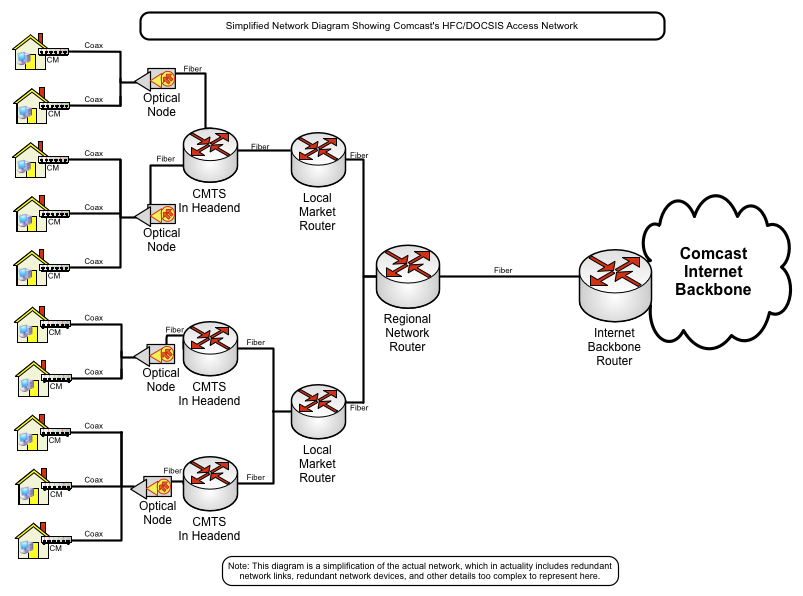 Simplified Network Diagram Showing Comcast's HFC/DOCSIS Access Network
Coax
CM
Coax
CM
Fiber
Optical
Node
Coax
CM
Coax
CM
Coax
CM
Fiber
Optical
Node
CMTS
In Headend
Fiber
Local
Market
Router
Fiber
Coax
CM
Coax
CM
Fiber
Optical
Node
CMTS
In Headend
Fiber
Coax
CM
Coax
CM
Coax
CM
Fiber
Optical
Node
CMTS
In Headend
Fiber
Local
Market
Router
Fiber
Regional
Network
Router
Fiber
Internet
Backbone
Router
Comcast
Internet
Backbone
Note: This diagram is a simplification of the actual network, which in actuality includes redundant
network links, redundant network devices, and other details too complex to represent here.